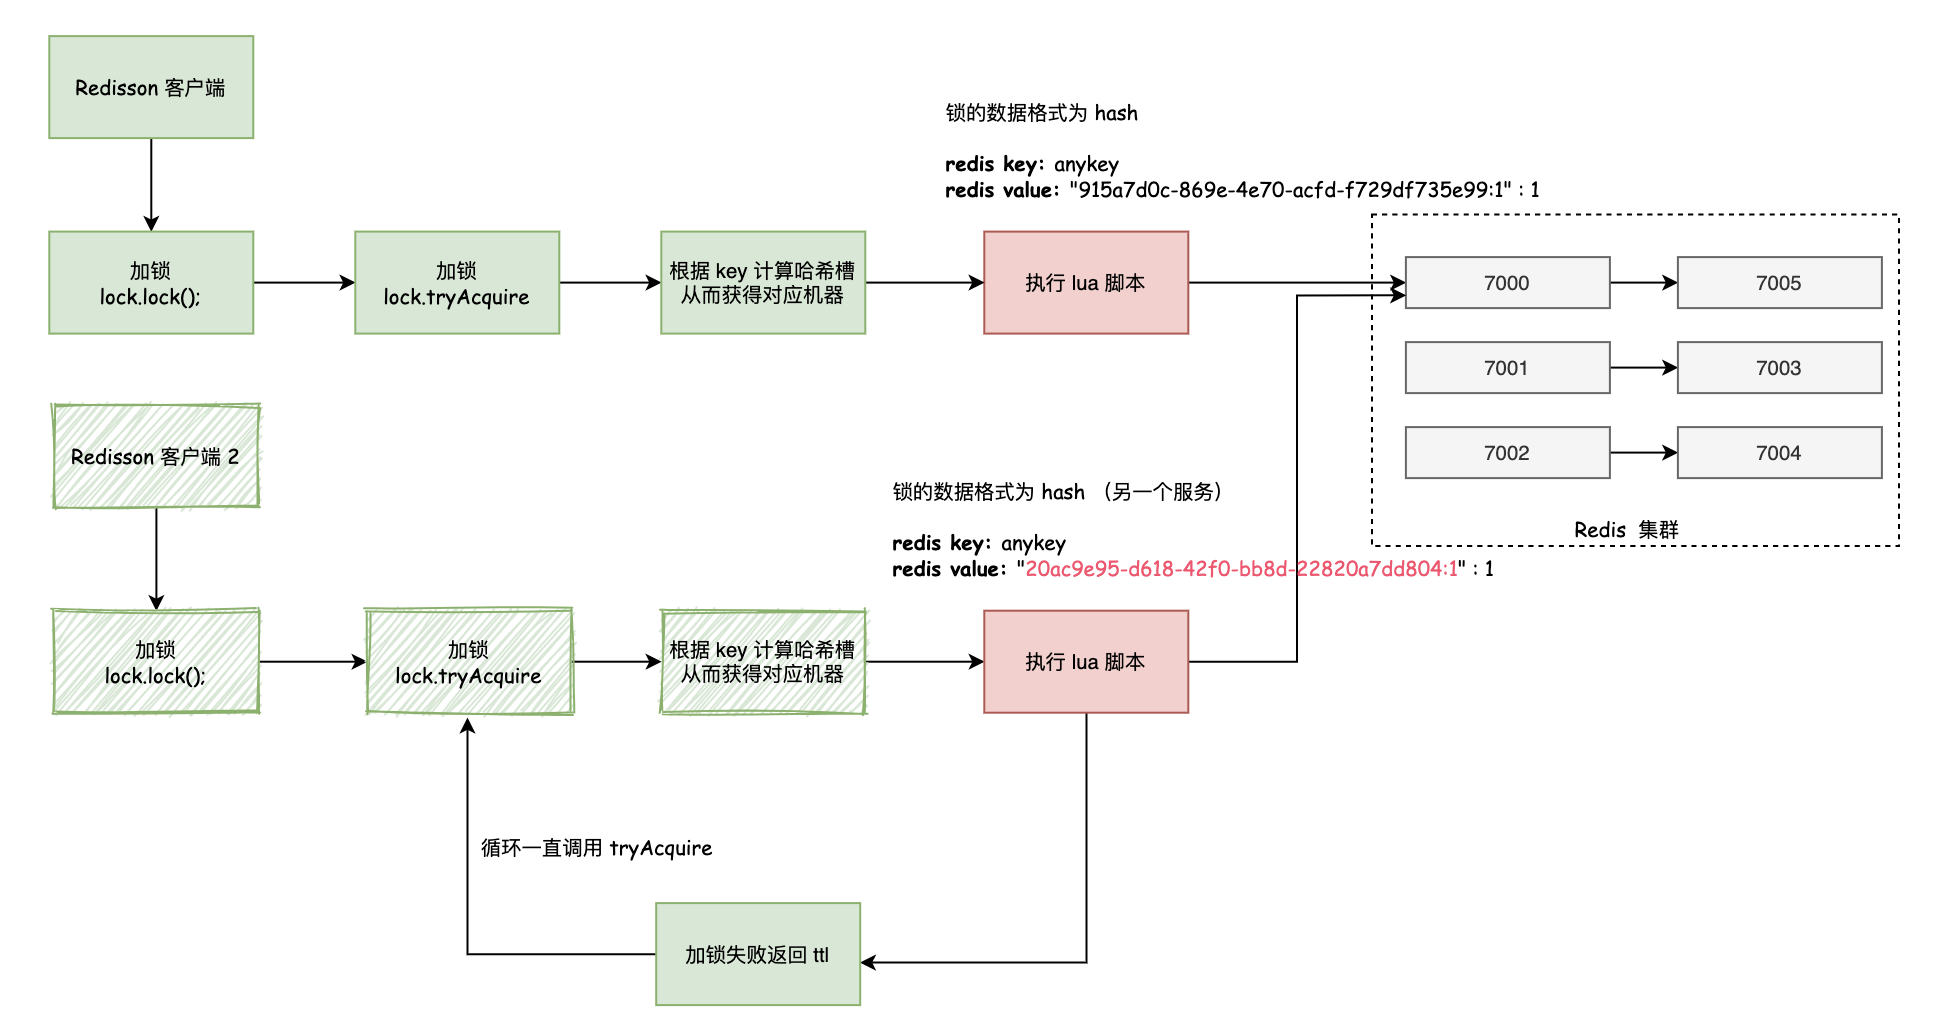 Redisson 客户端
锁的数据格式为 hash
redis key: anykey
redis value: "915a7d0c-869e-4e70-acfd-f729df735e99:1" : 1
加锁
lock.lock();
加锁
lock.tryAcquire
根据 key 计算哈希槽
从而获得对应机器
执行 lua 脚本
7000
7005
7001
7003
7002
7004
Redis 集群
Redisson 客户端 2
锁的数据格式为 hash （另一个服务）
redis key: anykey
redis value: "20ac9e95-d618-42f0-bb8d-22820a7dd804:1" : 1
加锁
lock.lock();
加锁
lock.tryAcquire
根据 key 计算哈希槽
从而获得对应机器
执行 lua 脚本
循环一直调用 tryAcquire
加锁失败返回 ttl